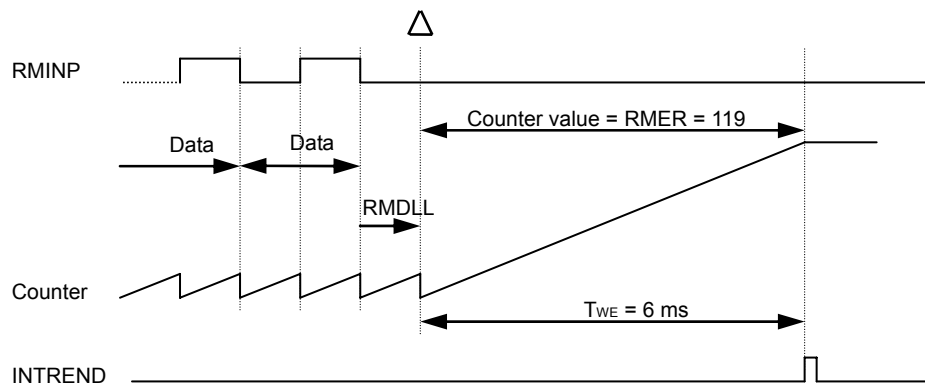 Δ
RMINP
Counter value = RMER = 119
Data
Data
RMDLL
Counter
TWE = 6 ms
INTREND